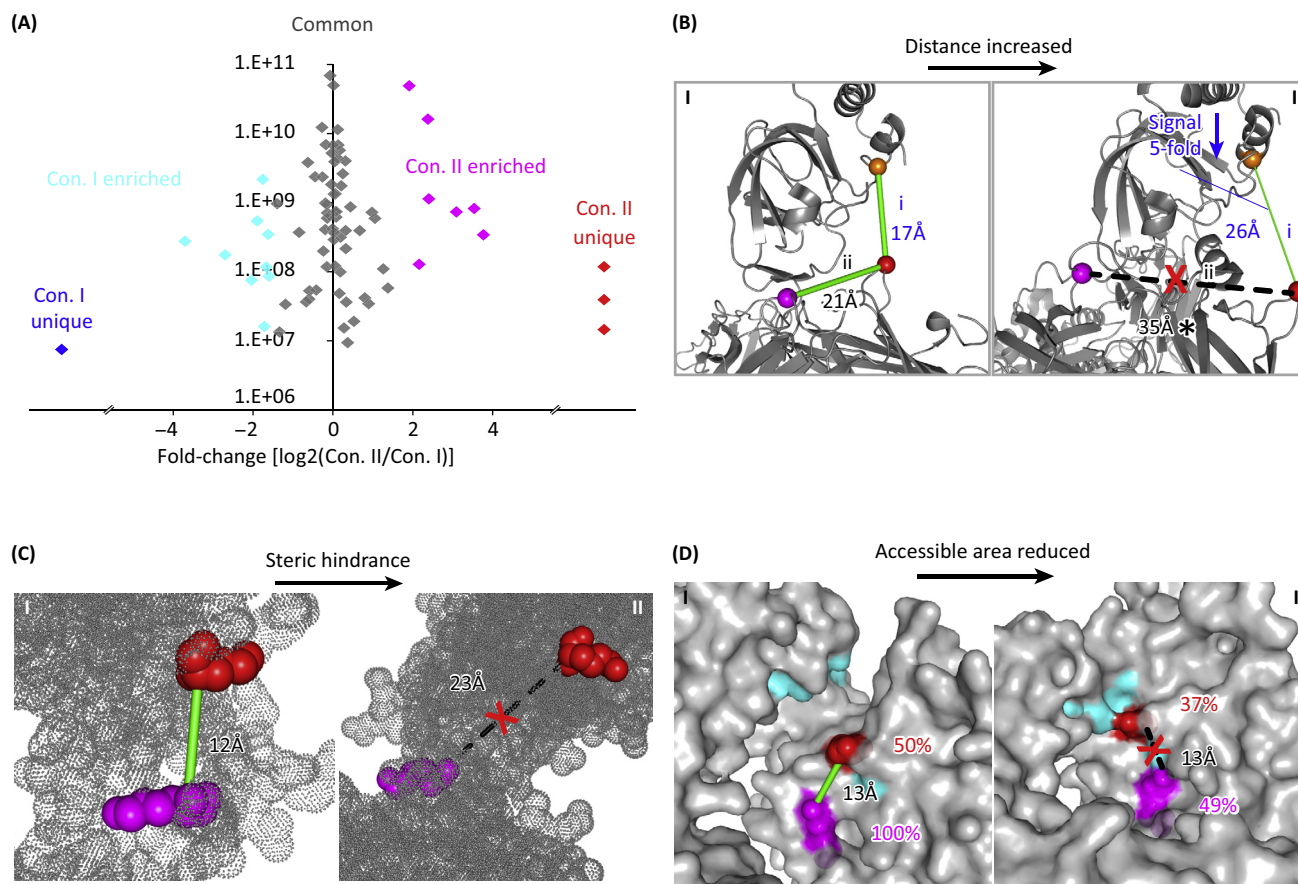 (A)
Common
1.E+11
1.E+10
1.E+09
1.E+08
1.E+07
1.E+06
Con. I enriched
Con. II enriched
Con. II
unique
Con. I
unique
−4
−2
0
2
4
Fold-change [log2(Con. II/Con. I)]
(B)
Distance increased
I
i
17Å
ii
21Å
I
Signal
5-fold
26Å
i
ii
35Å *
(C)
Steric hindrance
I
12Å
II
23Å
(D)
Accessible area reduced
I
50%
13Å
100%
I
37%
13Å
49%